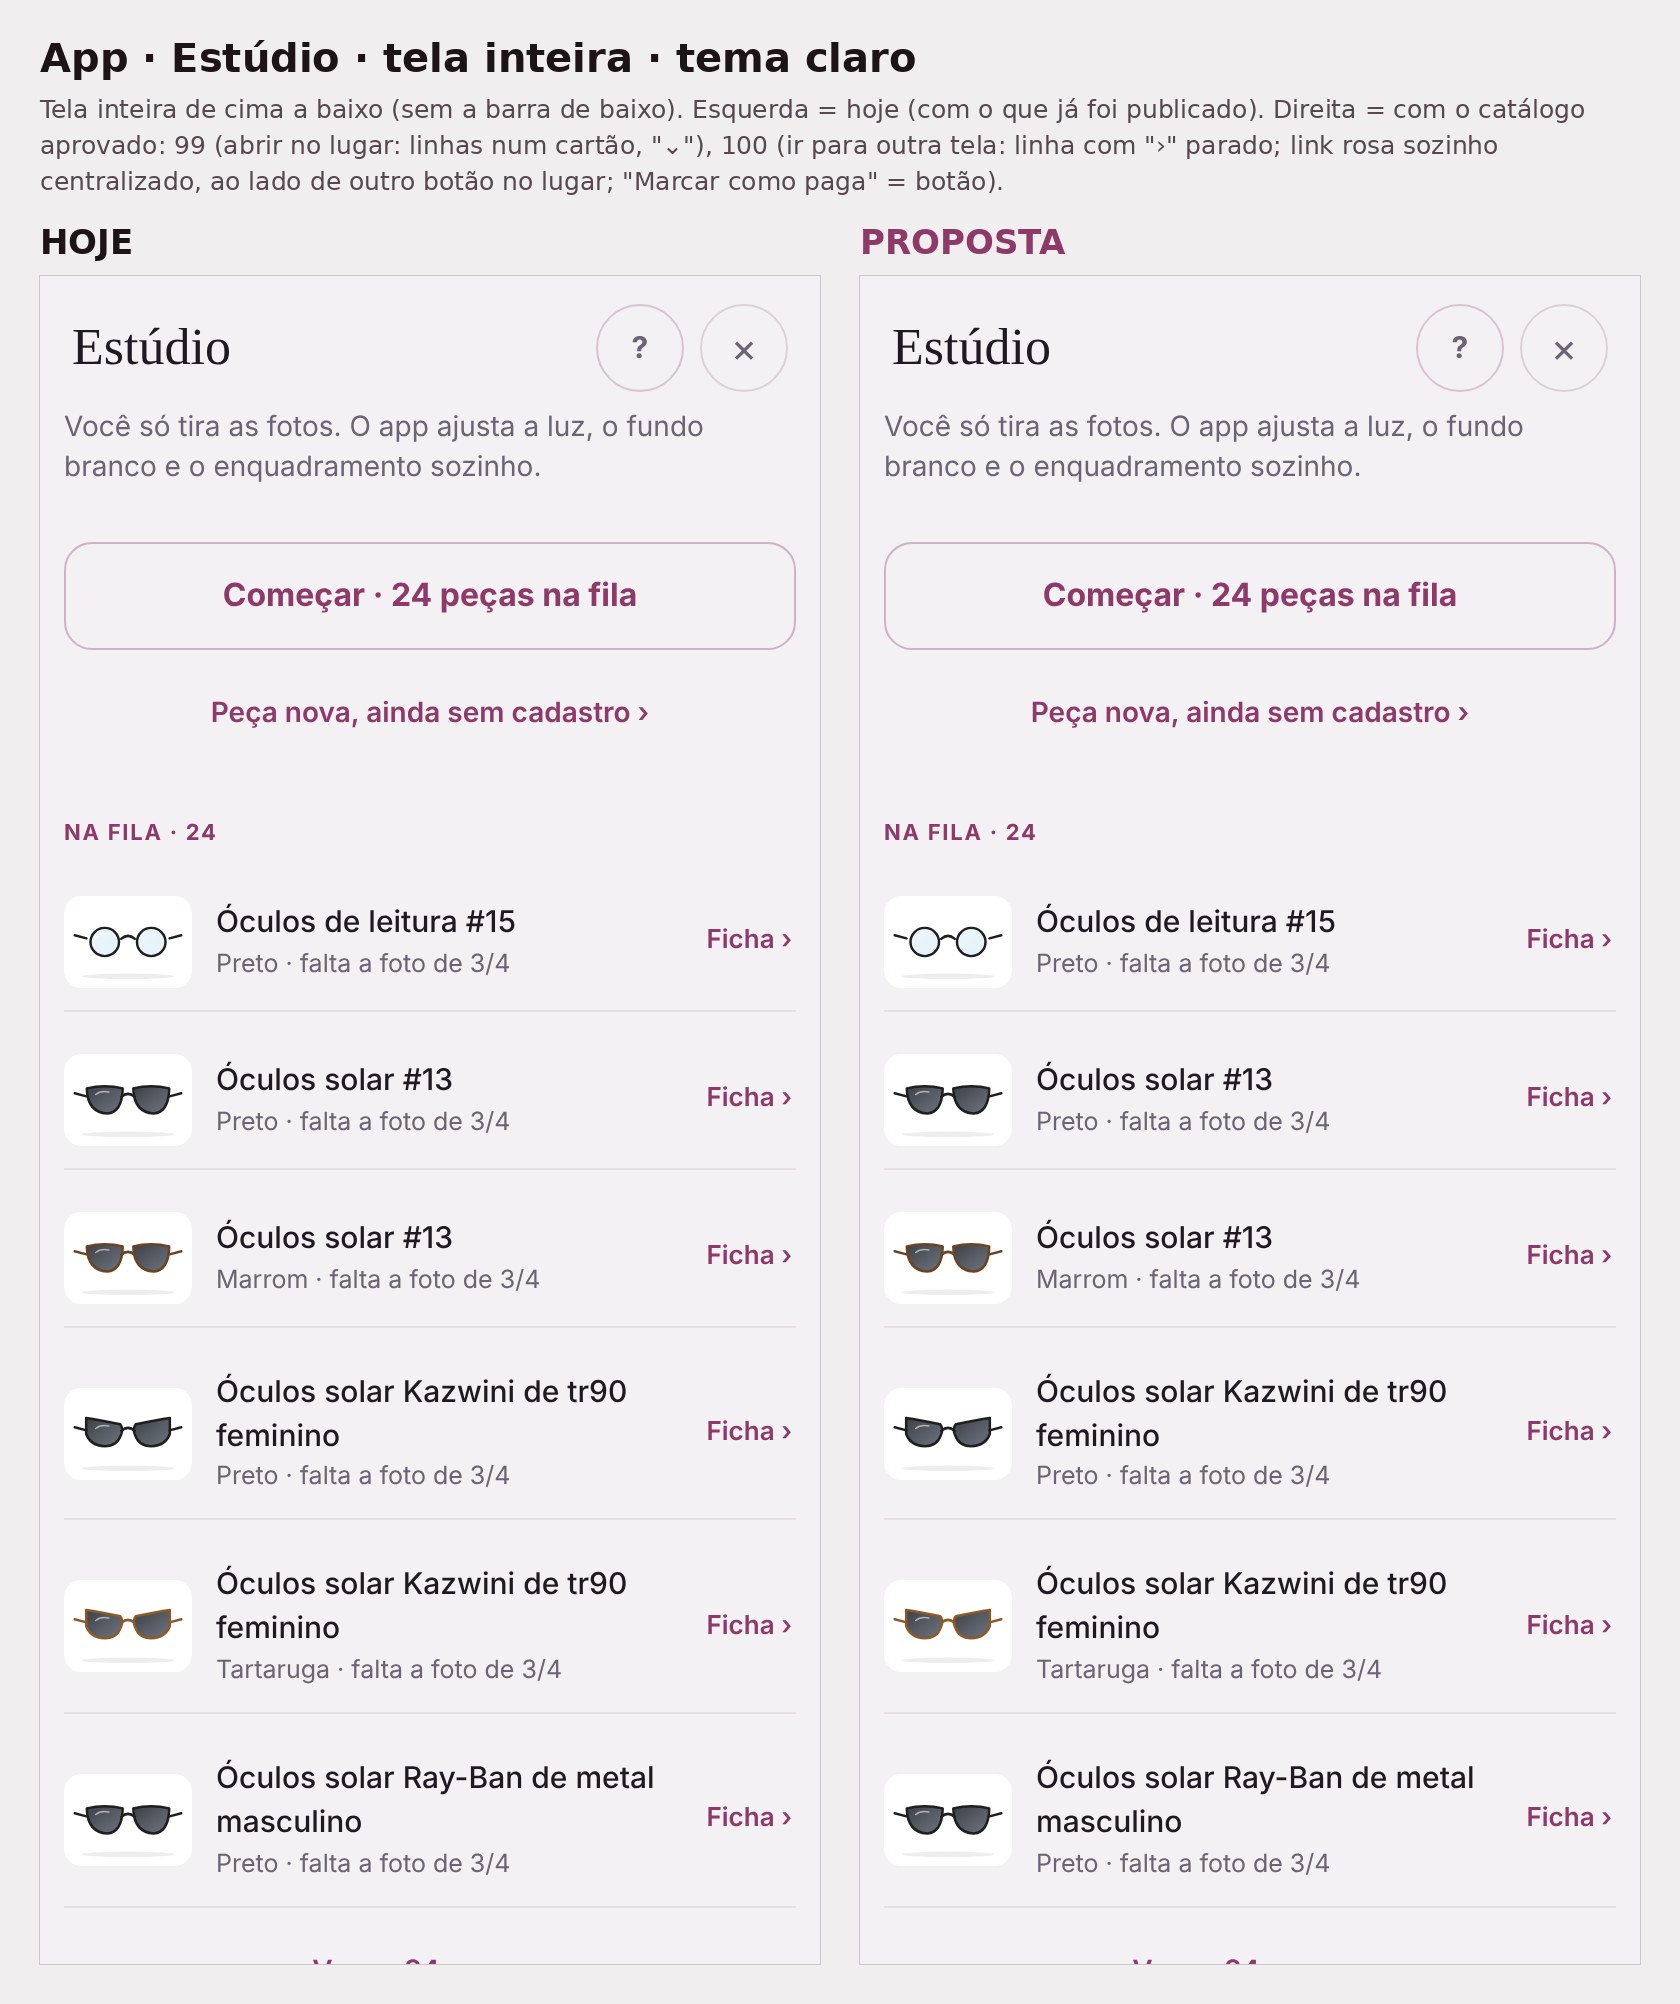 App · Estúdio · tela inteira · tema claro
Tela inteira de cima a baixo (sem a barra de baixo). Esquerda = hoje (com o que já foi publicado). Direita = com o catálogo
aprovado: 99 (abrir no lugar: linhas num cartão, "⌄"), 100 (ir para outra tela: linha com "›" parado; link rosa sozinho
centralizado, ao lado de outro botão no lugar; "Marcar como paga" = botão).
HOJE
Estúdio
?
×
Você só tira as fotos. O app ajusta a luz, o fundo
branco e o enquadramento sozinho.
Começar · 24 peças na fila
Peça nova, ainda sem cadastro ›
NA FILA · 24
Óculos de leitura #15
Preto · falta a foto de 3/4
Ficha ›
Óculos solar #13
Preto · falta a foto de 3/4
Ficha ›
Óculos solar #13
Marrom · falta a foto de 3/4
Ficha ›
Óculos solar Kazwini de tr90
feminino
Preto · falta a foto de 3/4
Ficha ›
Óculos solar Kazwini de tr90
feminino
Tartaruga · falta a foto de 3/4
Ficha ›
Óculos solar Ray-Ban de metal
masculino
Preto · falta a foto de 3/4
Ficha ›
PROPOSTA
Estúdio
?
×
Você só tira as fotos. O app ajusta a luz, o fundo
branco e o enquadramento sozinho.
Começar · 24 peças na fila
Peça nova, ainda sem cadastro ›
NA FILA · 24
Óculos de leitura #15
Preto · falta a foto de 3/4
Ficha ›
Óculos solar #13
Preto · falta a foto de 3/4
Ficha ›
Óculos solar #13
Marrom · falta a foto de 3/4
Ficha ›
Óculos solar Kazwini de tr90
feminino
Preto · falta a foto de 3/4
Ficha ›
Óculos solar Kazwini de tr90
feminino
Tartaruga · falta a foto de 3/4
Ficha ›
Óculos solar Ray-Ban de metal
masculino
Preto · falta a foto de 3/4
Ficha ›